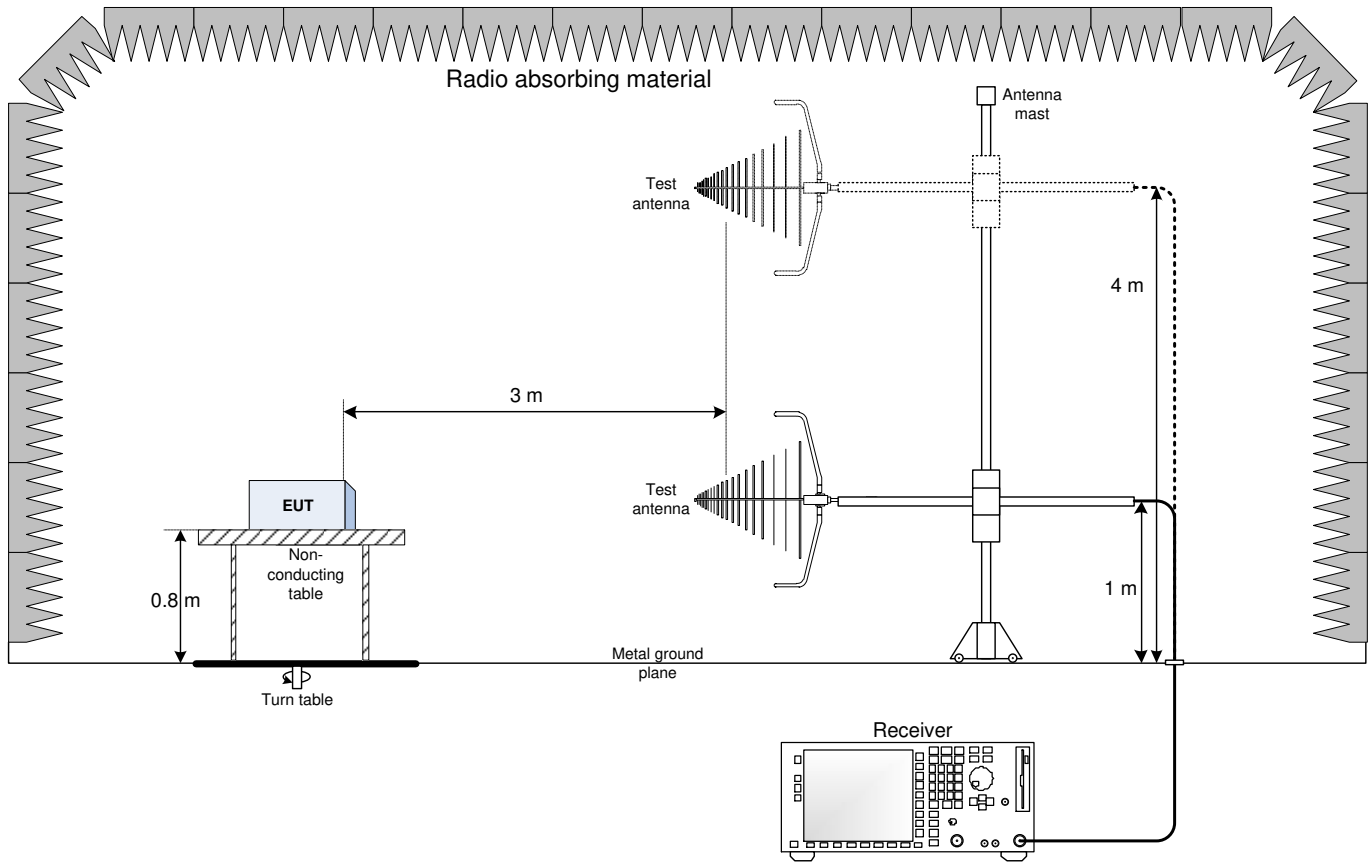 Radio absorbing material
Antenna
mast
Test
antenna
4 m
3 m
Test
antenna
EUT
Non-
conducting
table
0.8 m
1 m
Metal ground
plane
Turn table
Receiver